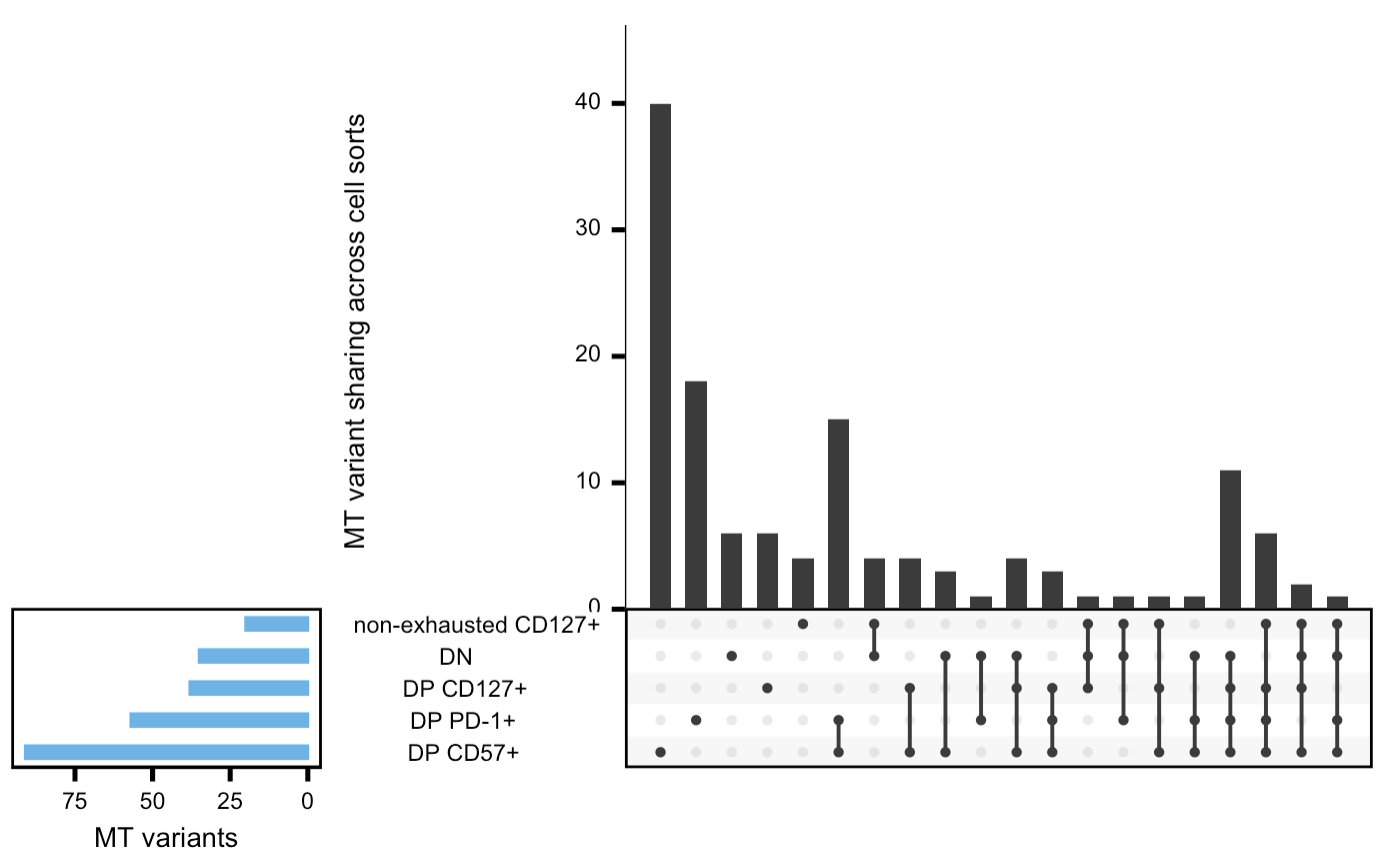 MT variant sharing across cell sorts
40
30
20
10
0
non-exhausted CD127+
DN
DP CD127+
DP PD-1+
DP CD57+
75 50 25 0
MT variants